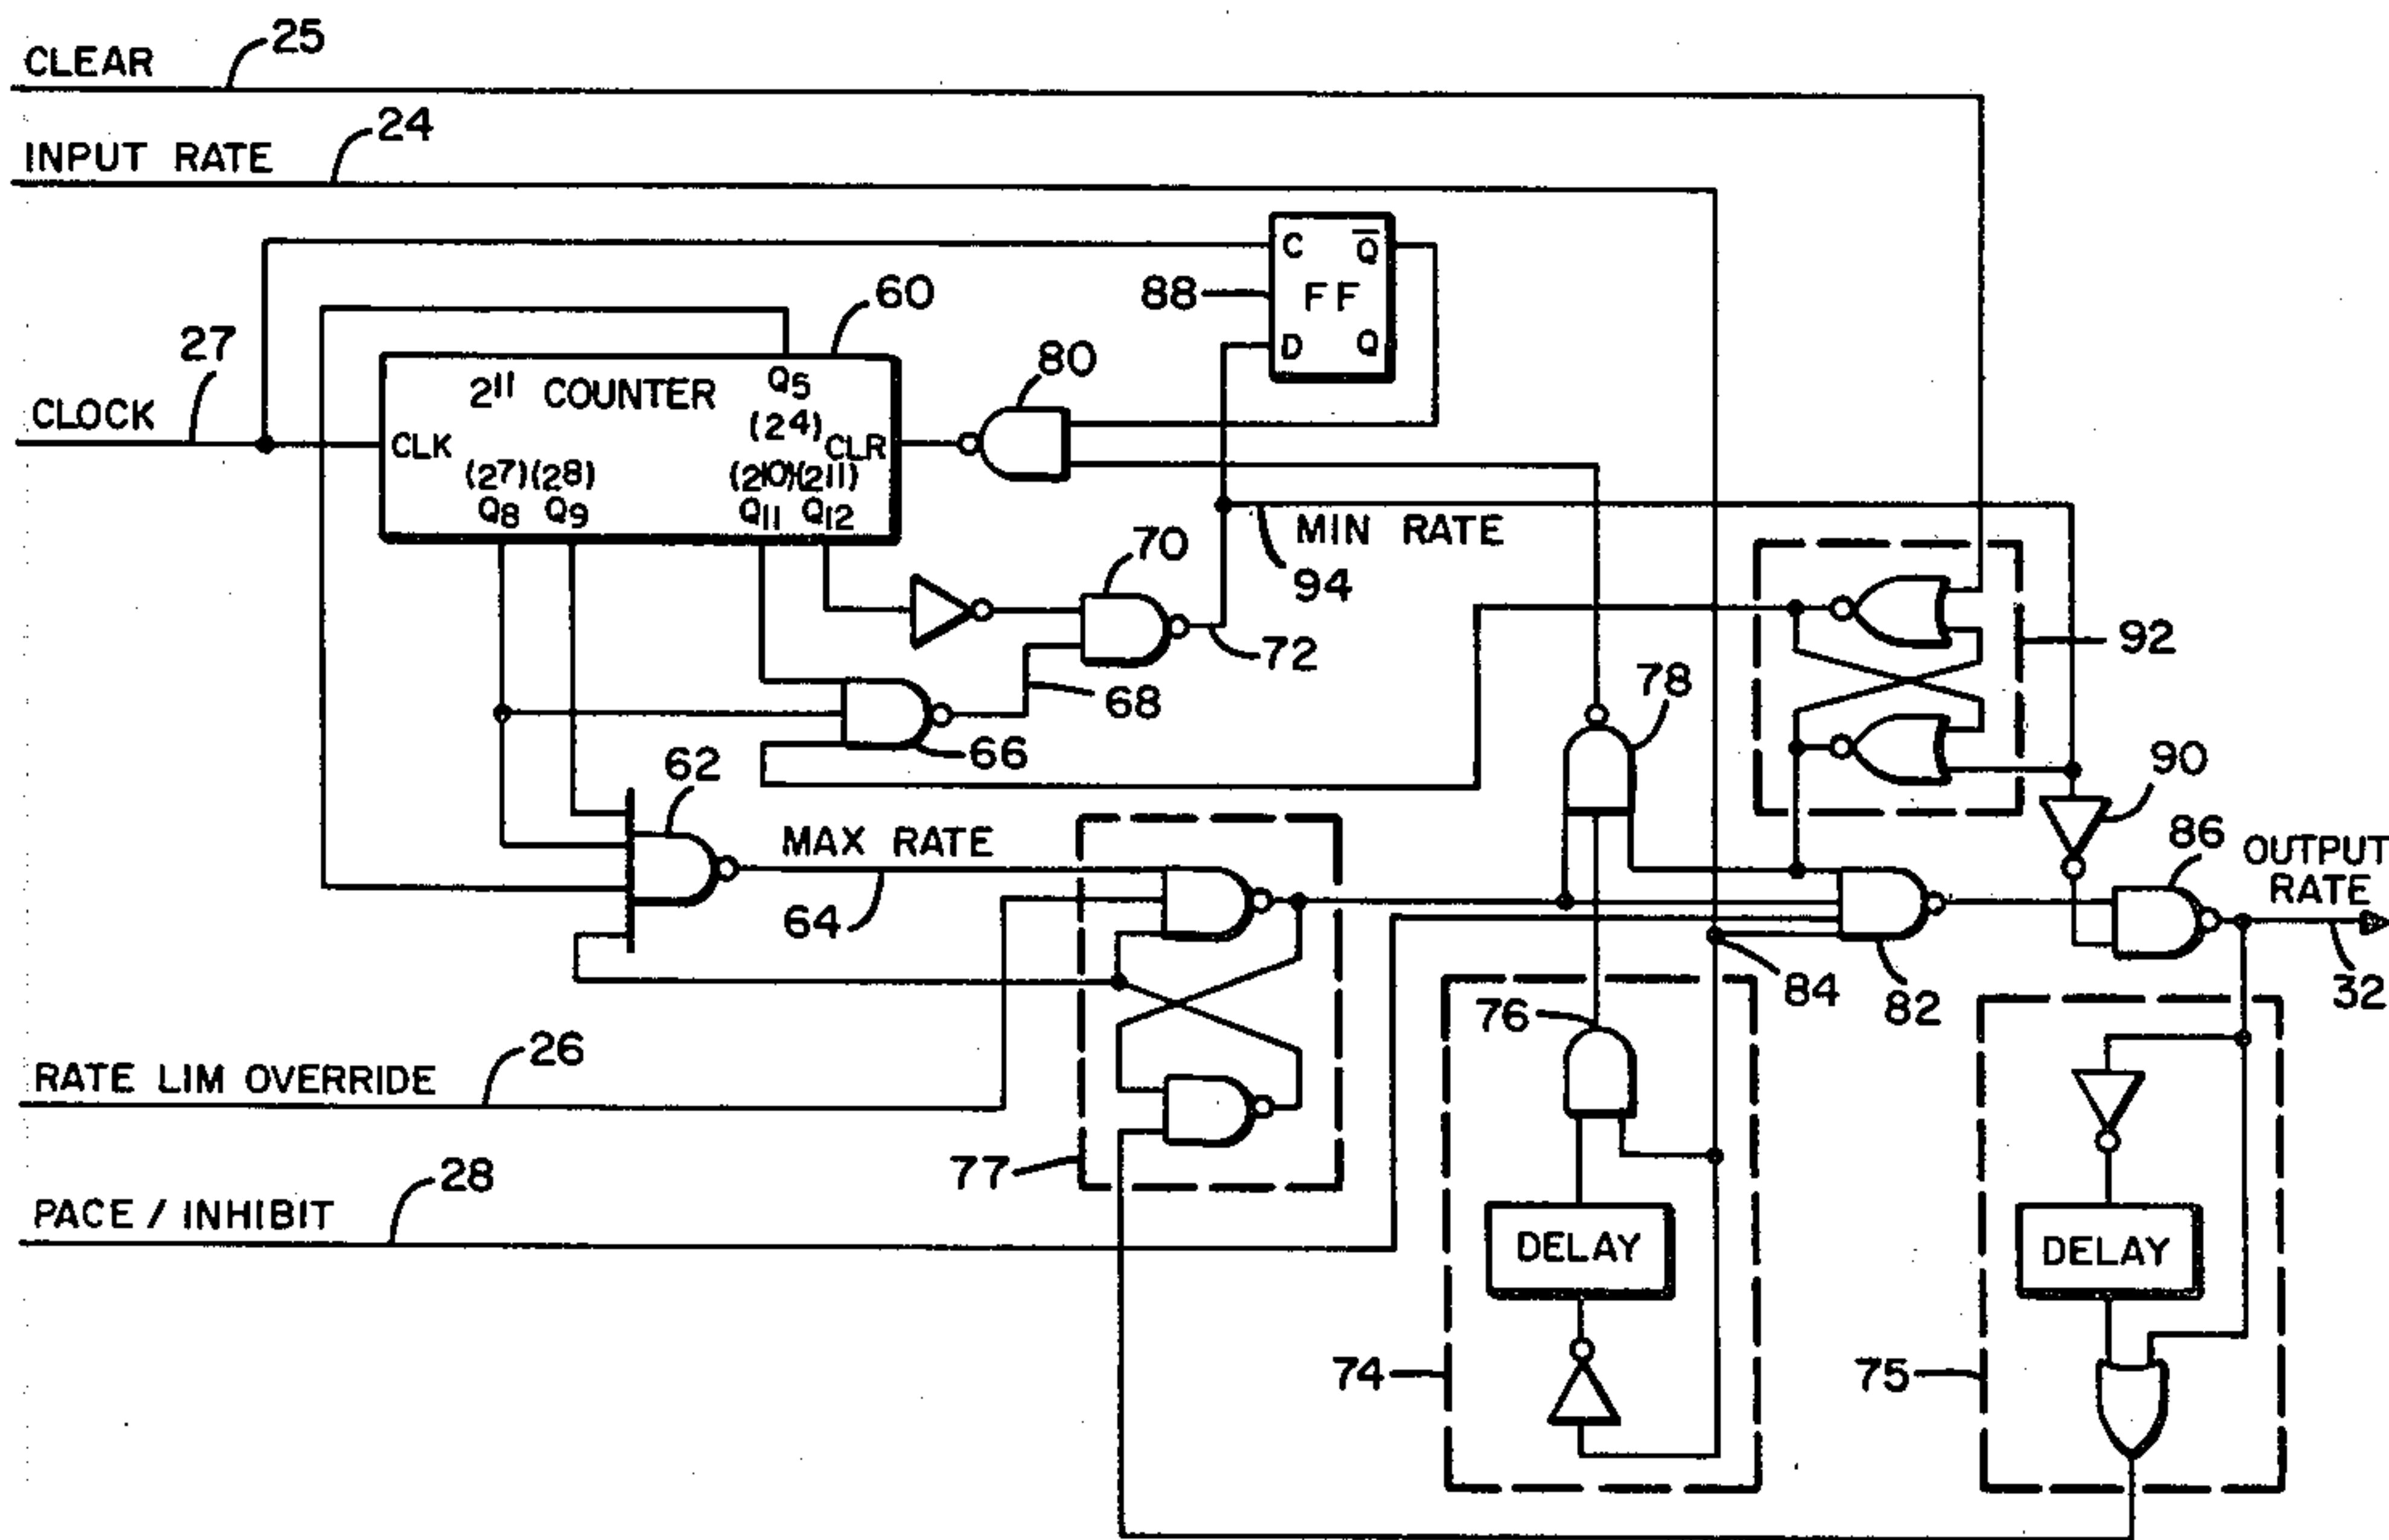 CLEAR
25
INPUT RATE
24
CLOCK
27
60
2¹¹ COUNTER
Q5
(2⁴)
CLK
CLR
(2⁷)(2⁸)
(2¹⁰)(2¹¹)
Q8 Q9
Q11 Q12
88
C Q̅
FF
D Q
80
MIN RATE
94
70
72
68
66
62
MAX RATE
64
78
92
90
86
OUTPUT
RATE
32
82
84
76
77
RATE LIM OVERRIDE
26
PACE / INHIBIT
28
DELAY
74
DELAY
75